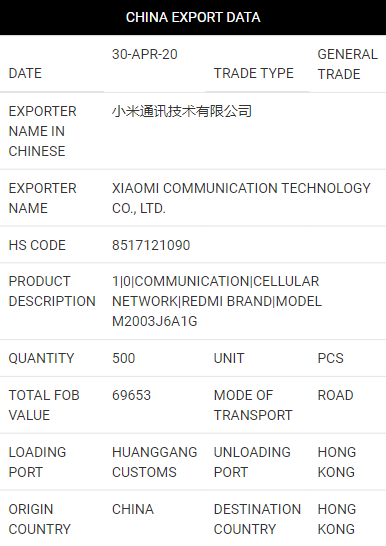 CHINA EXPORT DATA
DATE 30-APR-20 TRADE TYPE GENERAL
TRADE
EXPORTER
NAME IN
CHINESE 小米通讯技术有限公司
EXPORTER
NAME XIAOMI COMMUNICATION TECHNOLOGY
CO., LTD.
HS CODE 8517121090
PRODUCT
DESCRIPTION 1|0|COMMUNICATION|CELLULAR
NETWORK|REDMI BRAND|MODEL
M2003J6A1G
QUANTITY 500 UNIT PCS
TOTAL FOB
VALUE 69653 MODE OF
TRANSPORT ROAD
LOADING
PORT HUANGGANG
CUSTOMS UNLOADING
PORT HONG
KONG
ORIGIN
COUNTRY CHINA DESTINATION
COUNTRY HONG
KONG